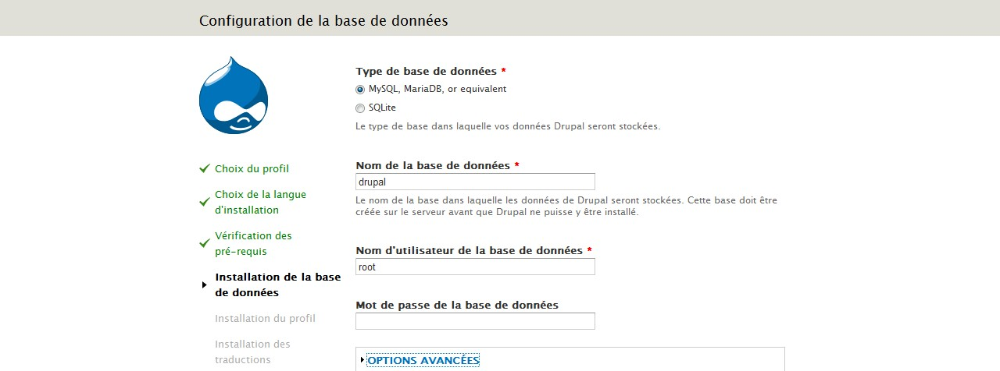 Configuration de la base de données
Choix du profil
Choix de la langue
d'installation
Vérification des
pré-requis
Installation de la base
de données
Installation du profil
Installation des
traductions
Type de base de données *
MySQL, MariaDB, or equivalent
SQLite
Le type de base dans laquelle vos données Drupal seront stockées.
Nom de la base de données *
drupal
Le nom de la base dans laquelle les données de Drupal seront stockées. Cette base doit être
créée sur le serveur avant que Drupal ne puisse y être installé.
Nom d'utilisateur de la base de données *
root
Mot de passe de la base de données
OPTIONS AVANCÉES